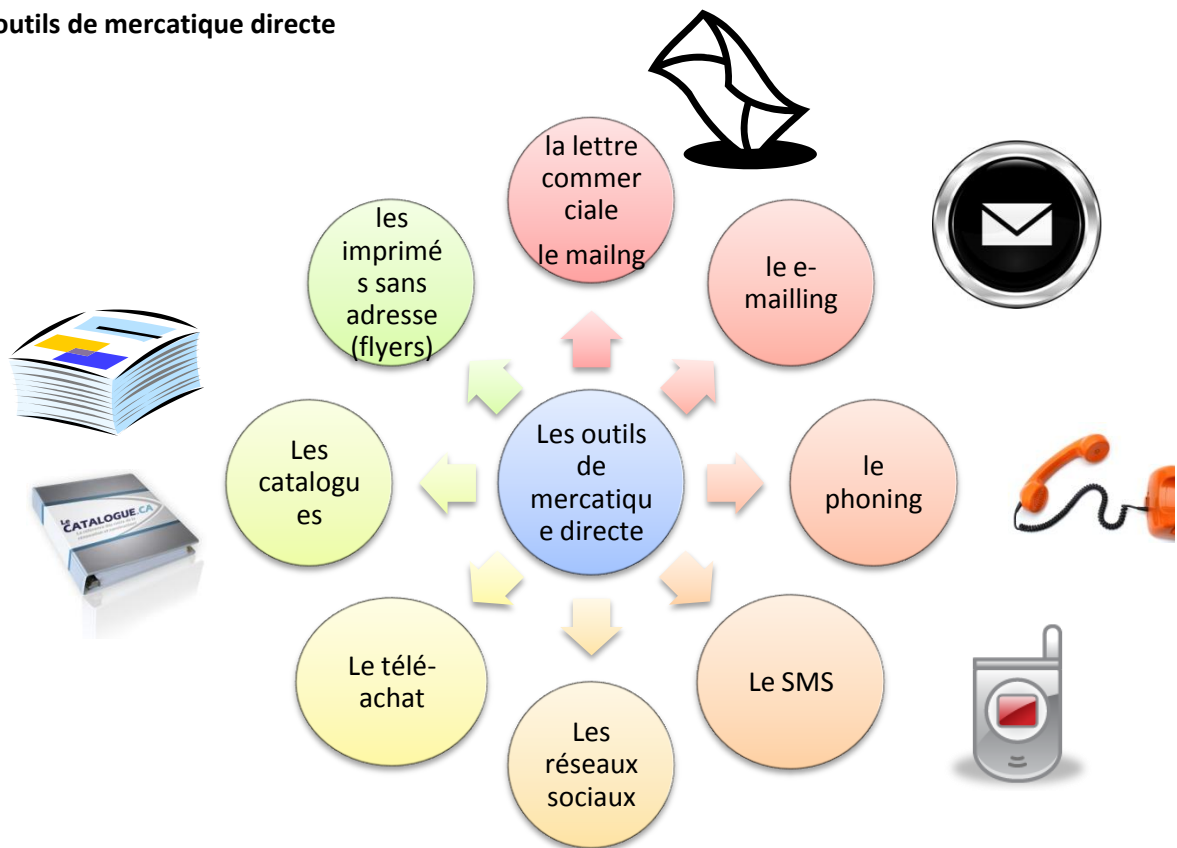 outils de mercatique directe
la lettre
commer
ciale
le mailng
le e-
mailling
le
phoning
Le SMS
Les
réseaux
sociaux
Le télé-
achat
Les
catalogu
es
les
imprimé
s sans
adresse
(flyers)
Les outils
de
mercatiqu
e directe
Le
CATALOGUE.CA